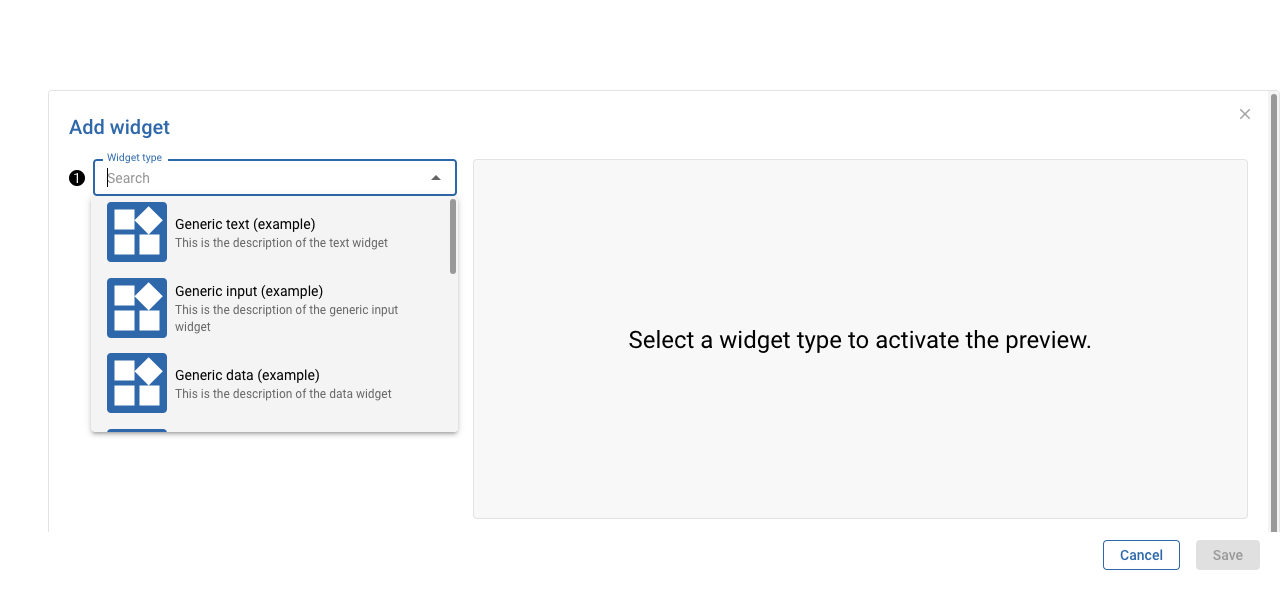 Add widget
Widget type
1
Search
Generic text (example)
This is the description of the text widget
Generic input (example)
This is the description of the generic input
widget
Generic data (example)
This is the description of the data widget
Select a widget type to activate the preview.
Cancel
Save